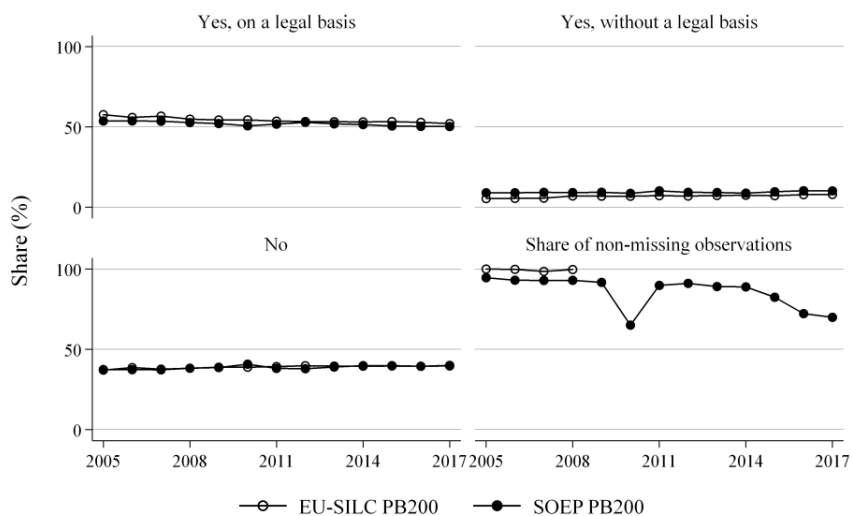 Yes, on a legal basis
Yes, without a legal basis
100
50
0
No
Share of non-missing observations
100
50
0
Share (%)
2005 2008 2011 2014 2017
2005 2008 2011 2014 2017
EU-SILC PB200 SOEP PB200